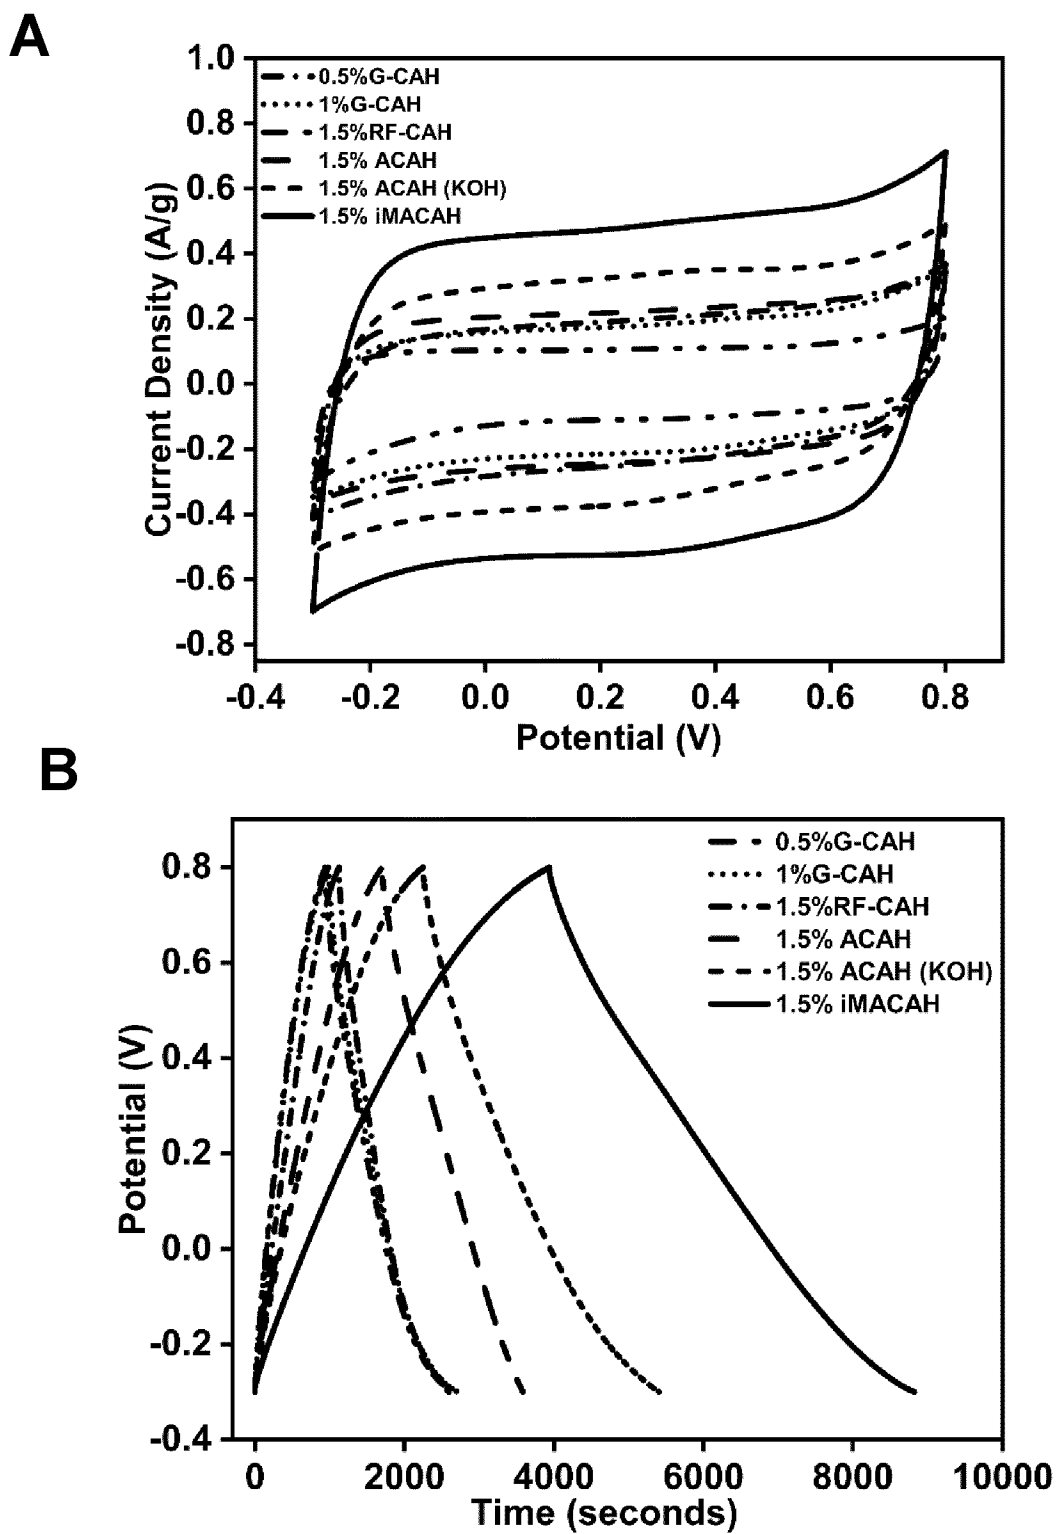 A
1.0
0.8
0.6
0.4
0.2
0.0
-0.2
-0.4
-0.6
-0.8
Current Density (A/g)
0.5%G-CAH
1%G-CAH
1.5%RF-CAH
1.5% ACAH
1.5% ACAH (KOH)
1.5% iMACAH
-0.4 -0.2 0.0 0.2 0.4 0.6 0.8
Potential (V)
B
0.8
0.6
0.4
0.2
0.0
-0.2
-0.4
Potential (V)
0.5%G-CAH
1%G-CAH
1.5%RF-CAH
1.5% ACAH
1.5% ACAH (KOH)
1.5% iMACAH
0 2000 4000 6000 8000 10000
Time (seconds)